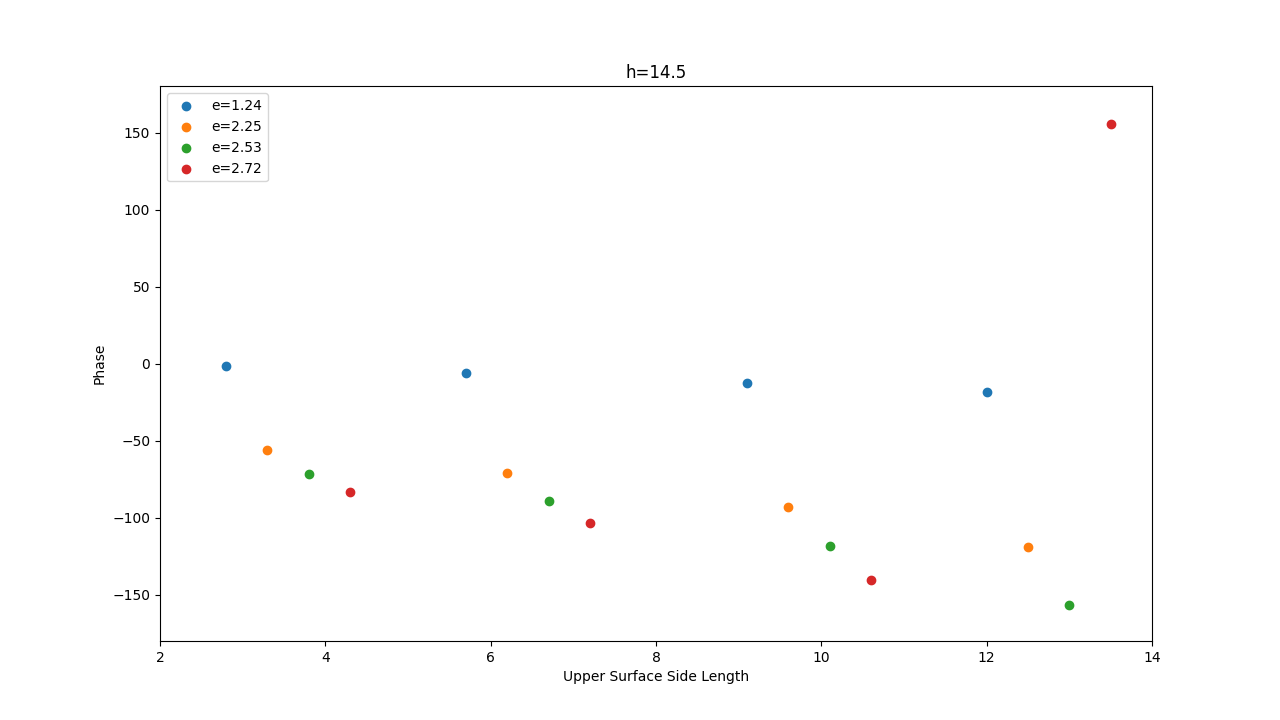 h=14.5
e=1.24
e=2.25
e=2.53
e=2.72
150
100
50
0
−50
−100
−150
Phase
2 4 6 8 10 12 14
Upper Surface Side Length